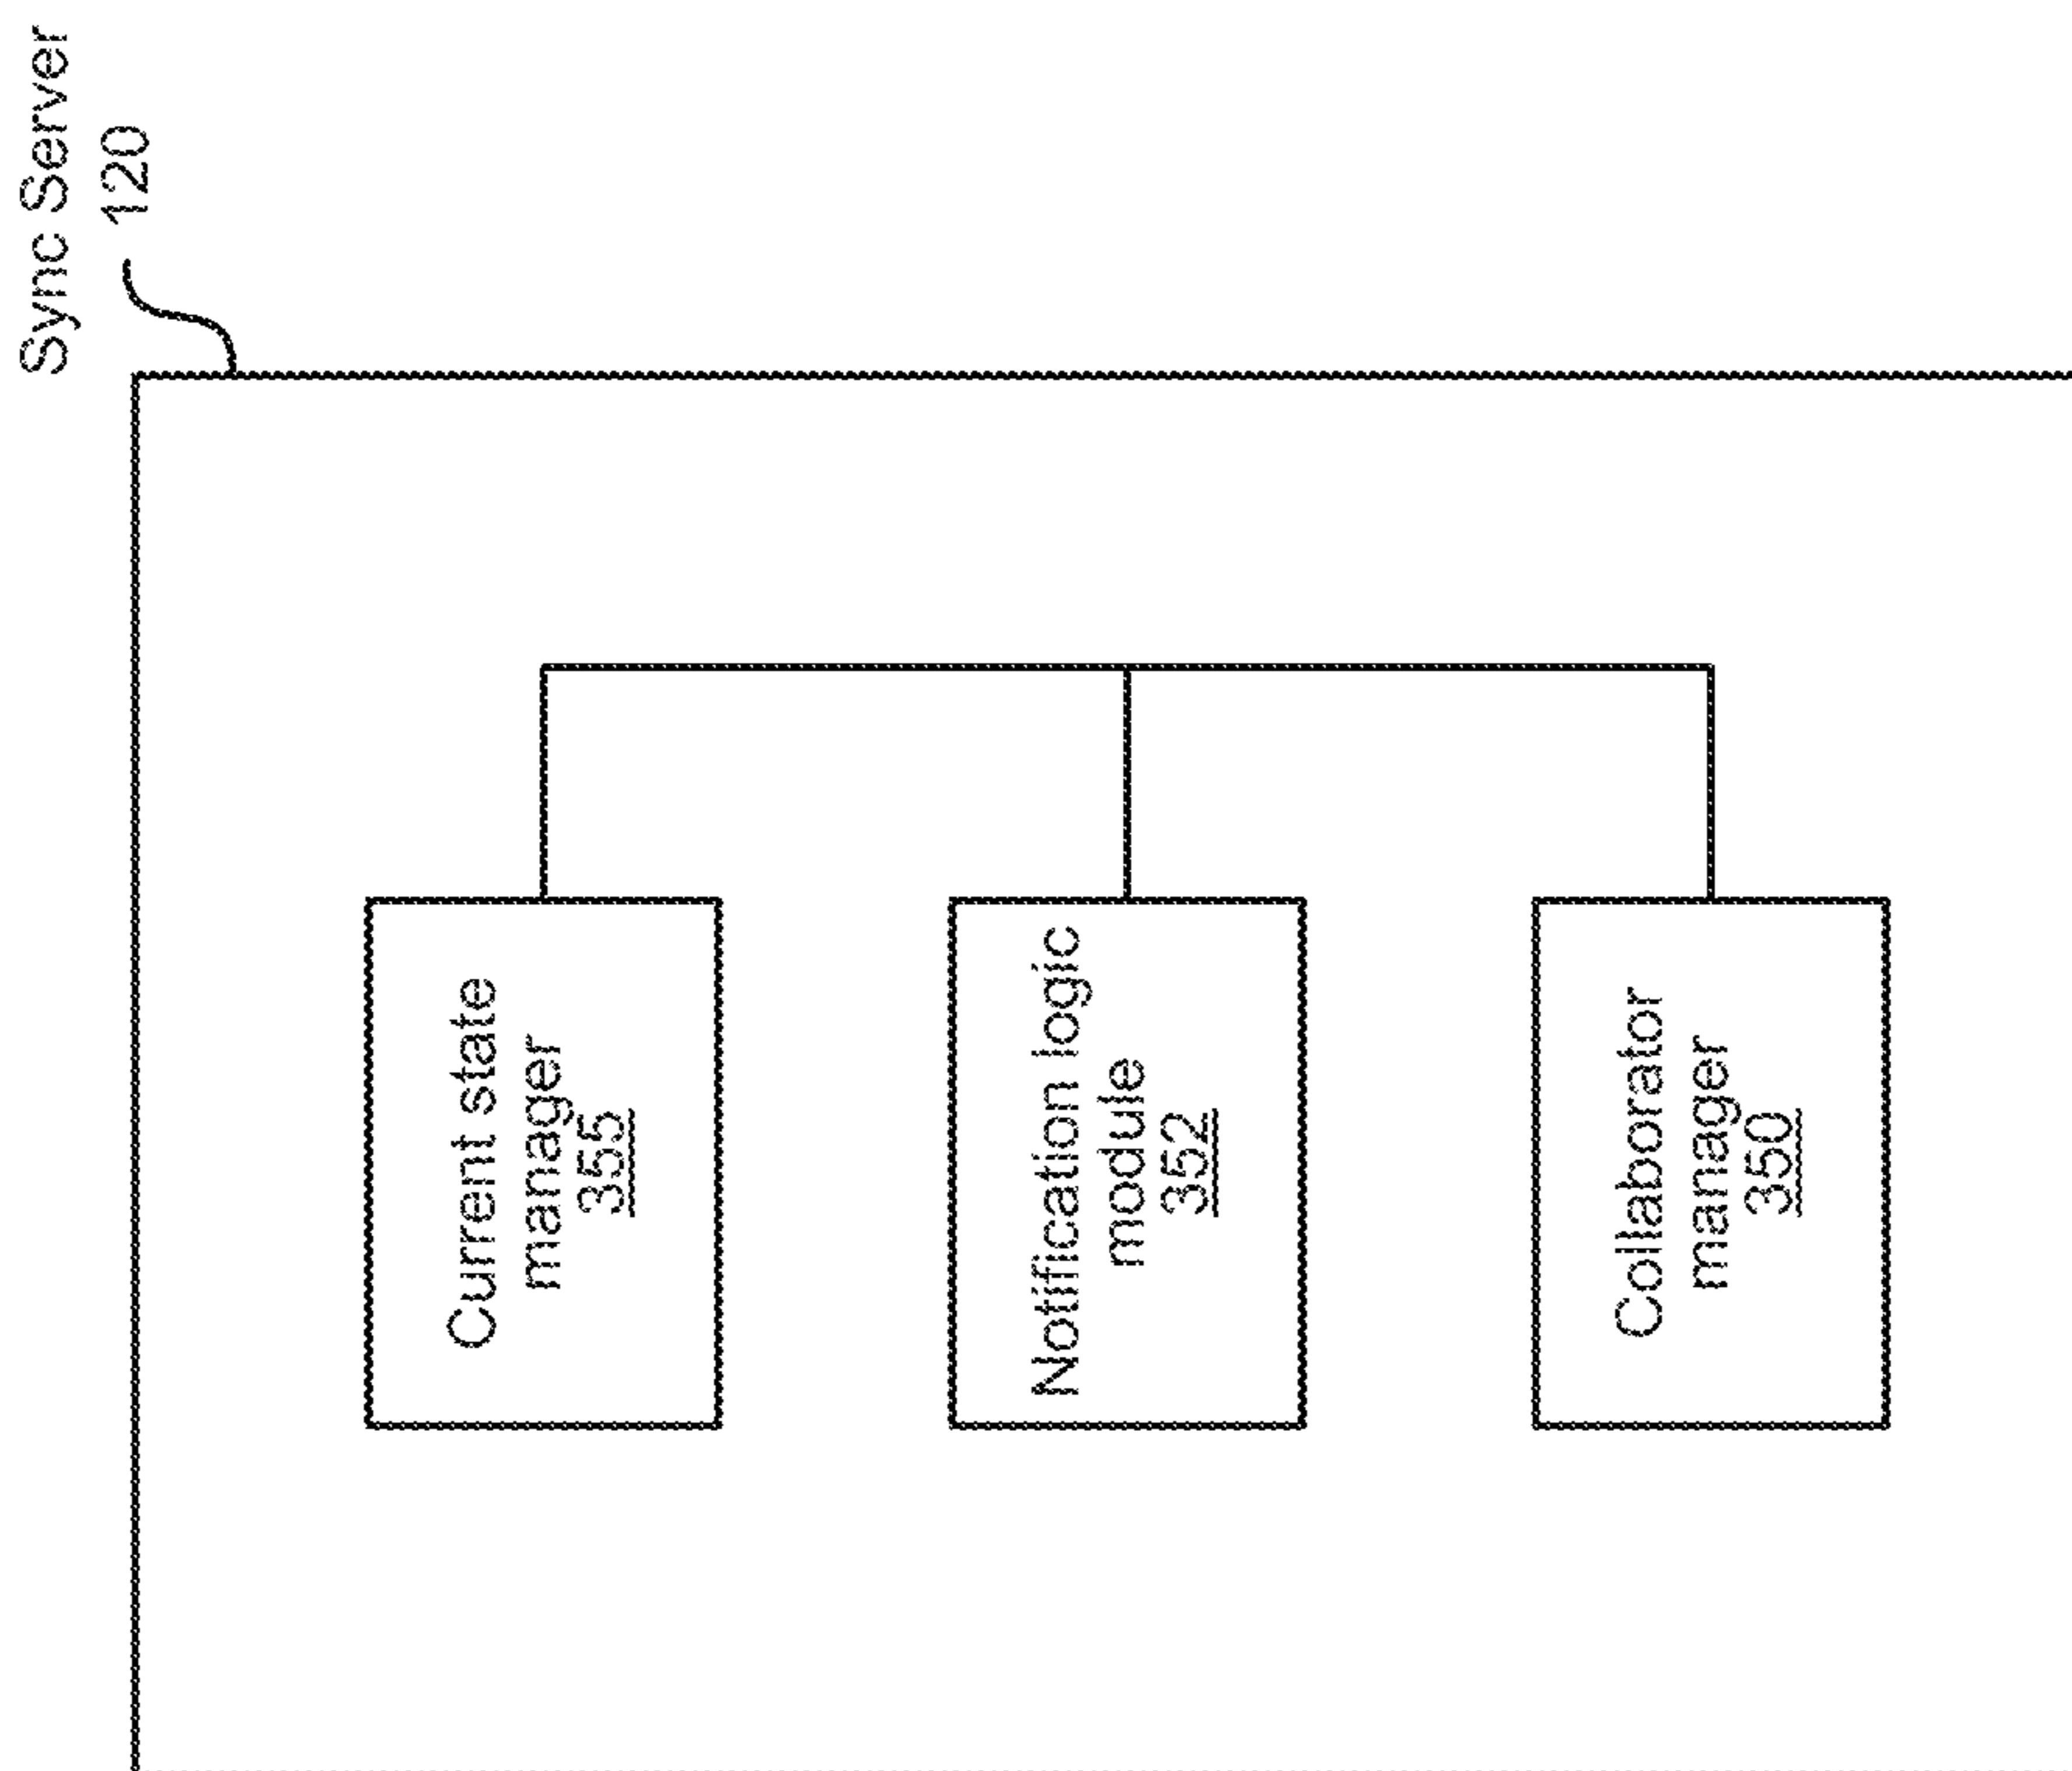 Sync Server
120
Current state
manager
355
Notification logic
module
352
Collaborator
manager
350